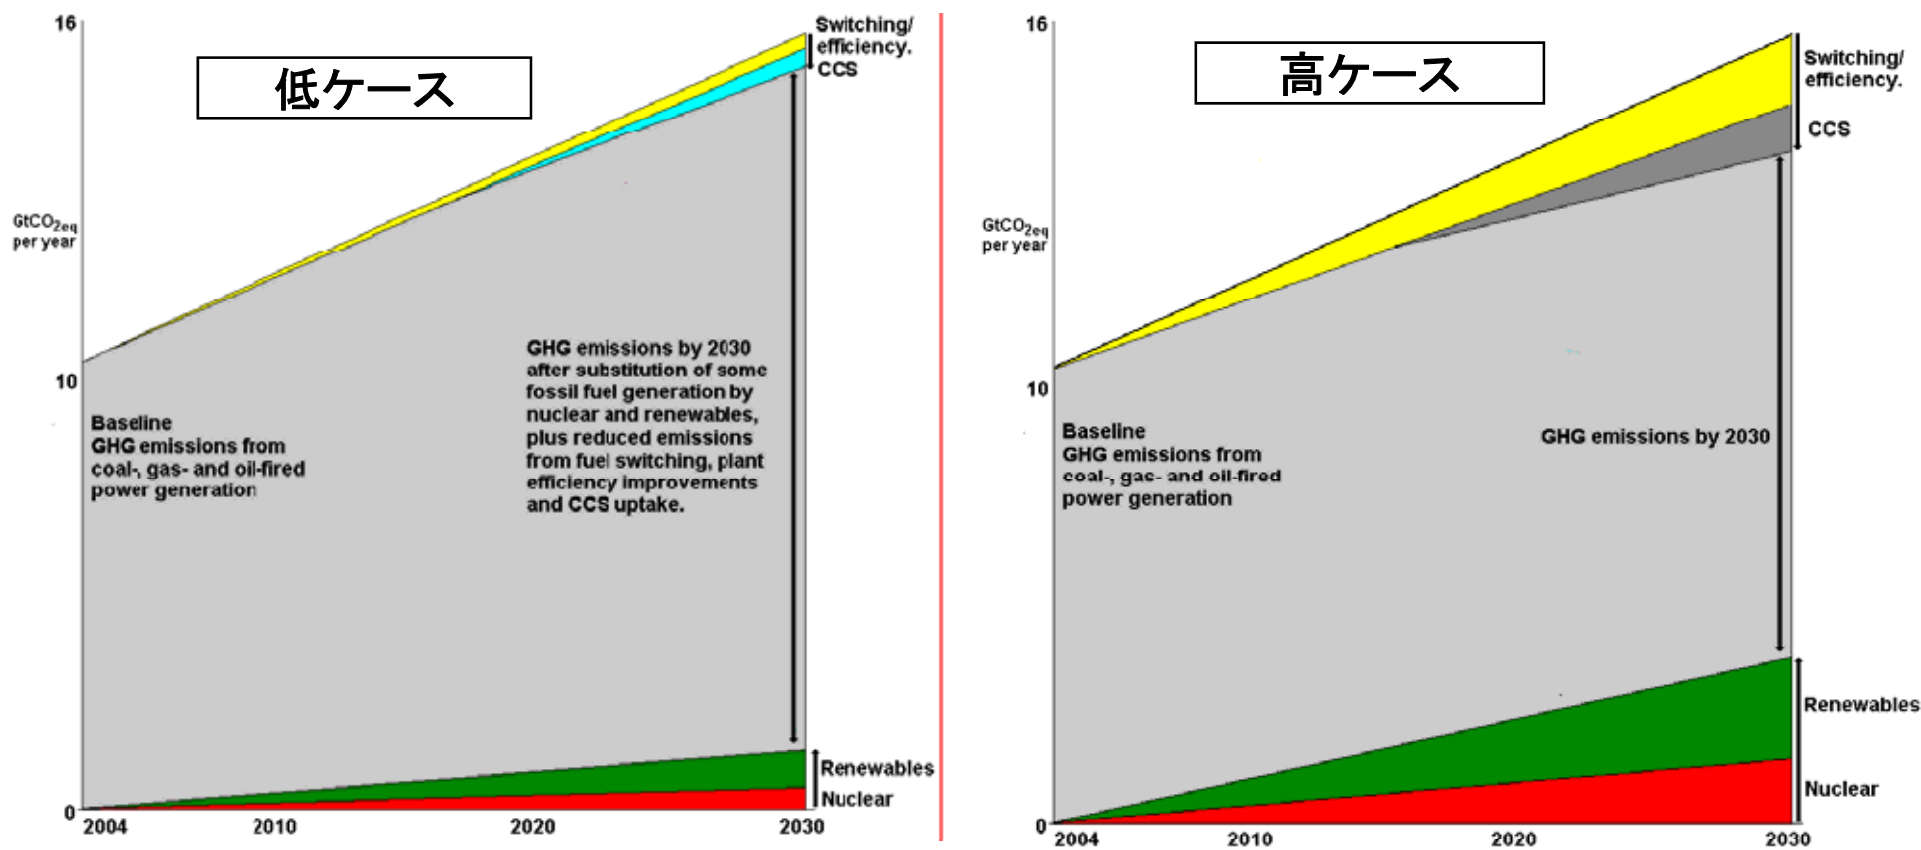 16
低ケース
Switching/
efficiency.
CCS
GtCO2eq
per year
10
Baseline
GHG emissions from
coal-, gas- and oil-fired
power generation
GHG emissions by 2030
after substitution of some
fossil fuel generation by
nuclear and renewables,
plus reduced emissions
from fuel switching, plant
efficiency improvements
and CCS uptake.
Renewables
Nuclear
0
2004 2010 2020 2030
16
高ケース
Switching/
efficiency.
CCS
GtCO2eq
per year
10
Baseline
GHG emissions from
coal-, gas- and oil-fired
power generation
GHG emissions by 2030
Renewables
Nuclear
0
2004 2010 2020 2030